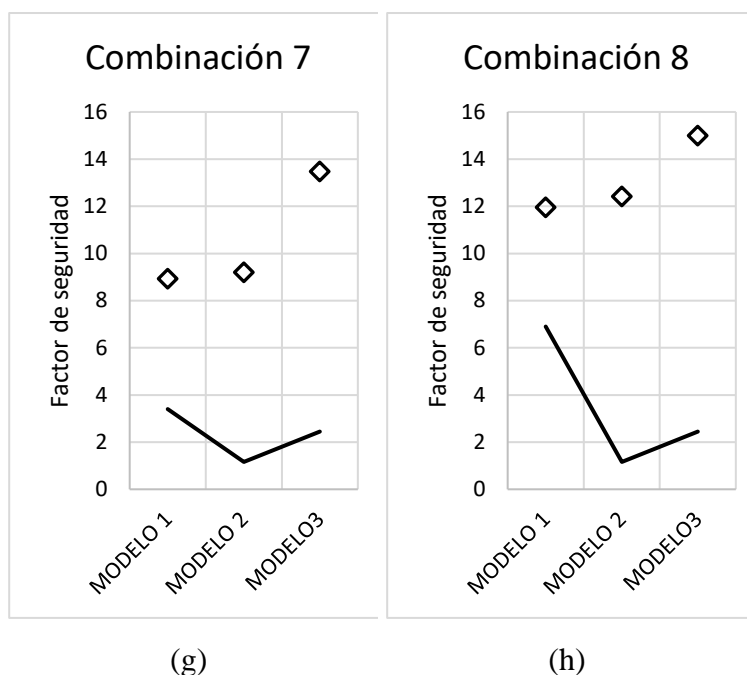 Combinación 7
Factor de seguridad
16
14
12
10
8
6
4
2
0
MODELO 1
MODELO 2
MODELO3
(g)
Combinación 8
Factor de seguridad
16
14
12
10
8
6
4
2
0
MODELO 1
MODELO 2
MODELO3
(h)